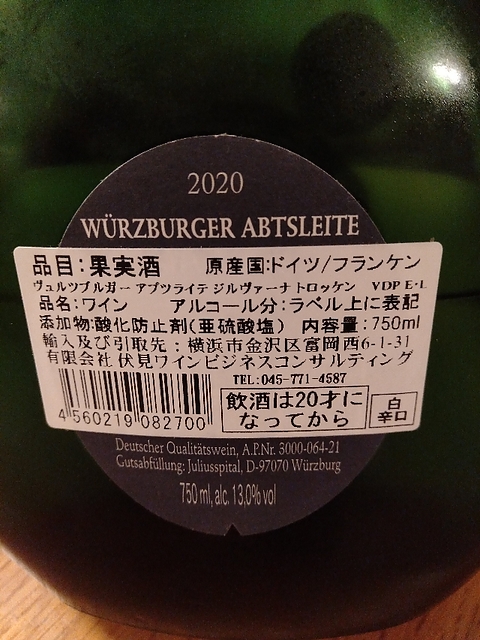 2020
WÜRZBURGER ABTSLEITE
品目:果実酒 原産国:ドイツ/フランケン
ヴュルツブルガー アプツライテ ジルヴァーナ トロッケン VDP E・L
品名:ワイン アルコール分:ラベル上に表記
添加物:酸化防止剤(亜硫酸塩) 内容量:750ml
輸入及び引取先:横浜市金沢区富岡西6-1-31
有限会社 伏見ワインビジネスコンサルティング
TEL:045-771-4587
4 560219 082700
飲酒は20才に
なってから
白
辛口
Deutscher Qualitätswein, A.P.Nr. 3000-064-21
Gutsabfüllung: Juliusspital, D-97070 Würzburg
750 ml, alc. 13,0% vol